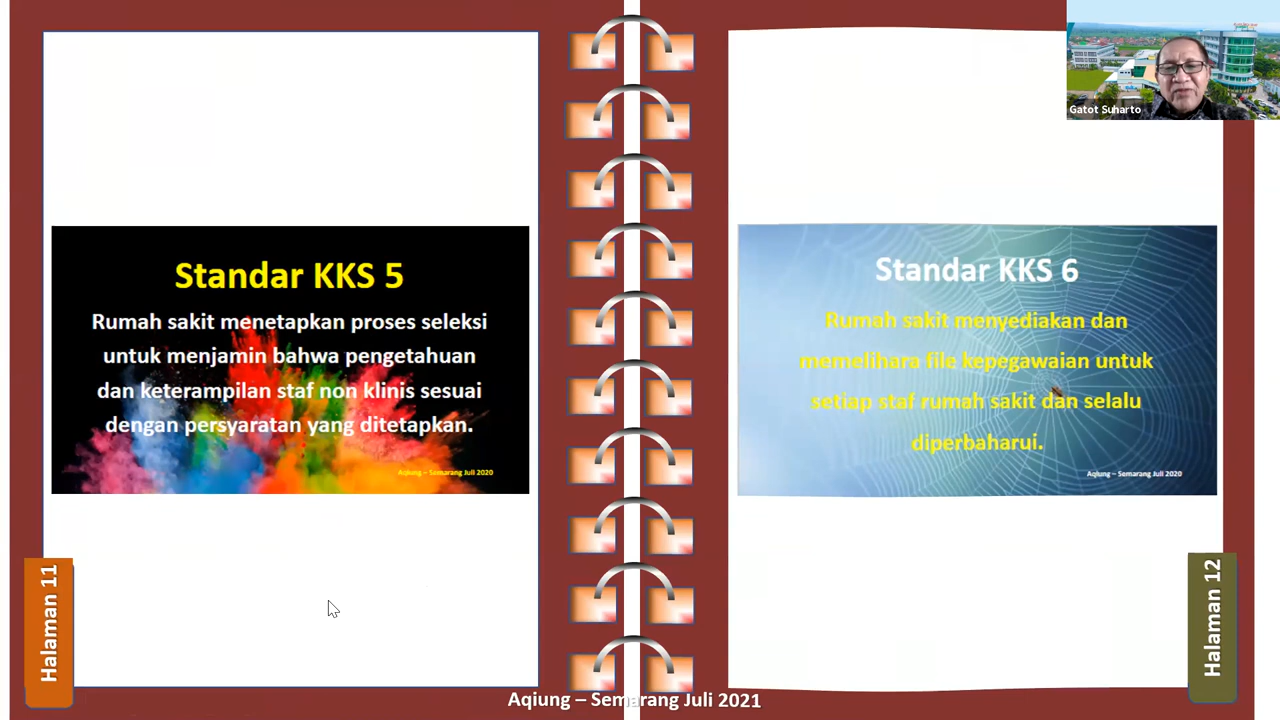 Gatot Suharto
Standar KKS 5
Rumah sakit menetapkan proses seleksi
untuk menjamin bahwa pengetahuan
dan keterampilan staf non klinis sesuai
dengan persyaratan yang ditetapkan.
Aqiung – Semarang Juli 2020
Halaman 11
Standar KKS 6
Rumah sakit menyediakan dan
memelihara file kepegawaian untuk
setiap staf rumah sakit dan selalu
diperbaharui.
Aqiung – Semarang Juli 2020
Halaman 12
Aqiung – Semarang Juli 2021